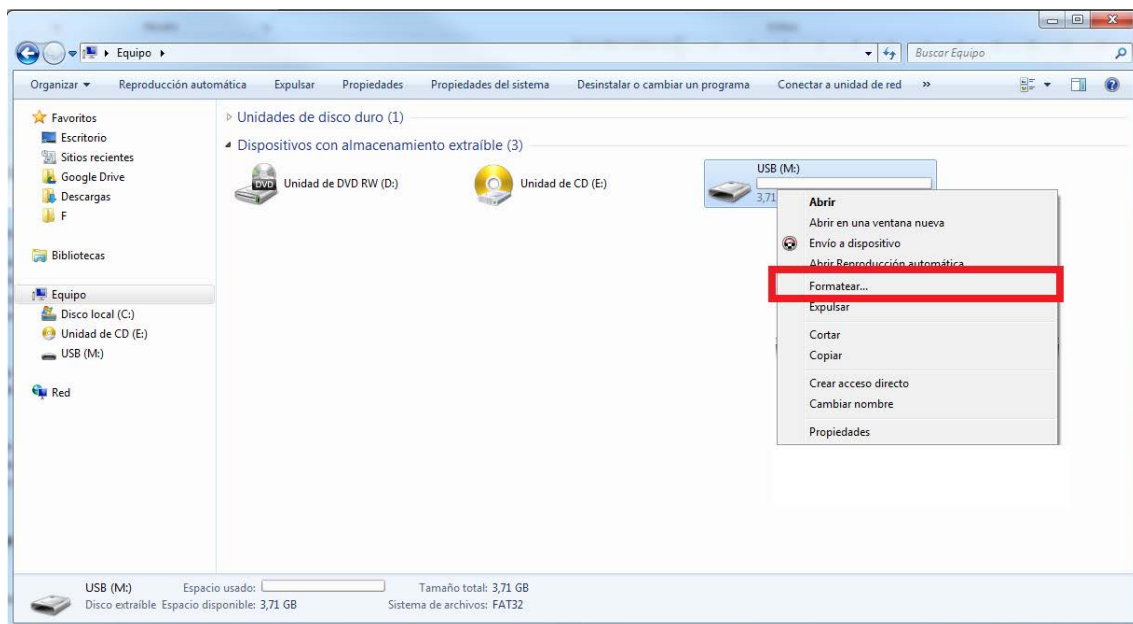 Equipo
Buscar Equipo
Organizar
Reproducción automática
Expulsar
Propiedades
Propiedades del sistema
Desinstalar o cambiar un programa
Conectar a unidad de red
»
Favoritos
Escritorio
Sitios recientes
Google Drive
Descargas
F
Bibliotecas
Equipo
Disco local (C:)
Unidad de CD (E:)
USB (M:)
Red
Unidades de disco duro (1)
Dispositivos con almacenamiento extraíble (3)
DVD
Unidad de DVD RW (D:)
Unidad de CD (E:)
USB (M:)
3,71
Abrir
Abrir en una ventana nueva
Envío a dispositivo
Abrir Reproducción automática
Formatear...
Expulsar
Cortar
Copiar
Crear acceso directo
Cambiar nombre
Propiedades
USB (M:) Espacio usado: Tamaño total: 3,71 GB
Disco extraíble Espacio disponible: 3,71 GB Sistema de archivos: FAT32